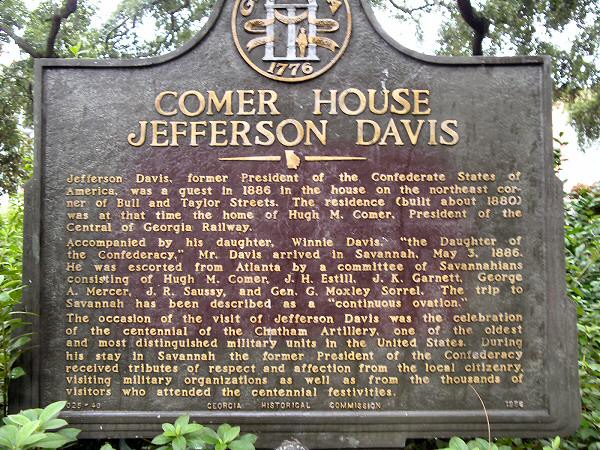 G
1776
COMER HOUSE
JEFFERSON DAVIS
Jefferson Davis, former President of the Confederate States of
America, was a guest in 1886 in the house on the northeast cor-
ner of Bull and Taylor Streets. The residence (built about 1880)
was at that time the home of Hugh M. Comer, President of the
Central of Georgia Railway.
Accompanied by his daughter, Winnie Davis, "the Daughter of
the Confederacy," Mr. Davis arrived in Savannah, May 3, 1886.
He was escorted from Atlanta by a committee of Savannahians
consisting of Hugh M. Comer, J. H. Estill, J. K. Garnett, George
A. Mercer, J. R. Saussy, and Gen. G. Moxley Sorrel. The trip to
Savannah has been described as a "continuous ovation."
The occasion of the visit of Jefferson Davis was the celebration
of the centennial of the Chatham Artillery, one of the oldest
and most distinguished military units in the United States. During
his stay in Savannah the former President of the Confederacy
received tributes of respect and affection from the local citizenry,
visiting military organizations as well as from the thousands of
visitors who attended the centennial festivities.
025-40 GEORGIA HISTORICAL COMMISSION